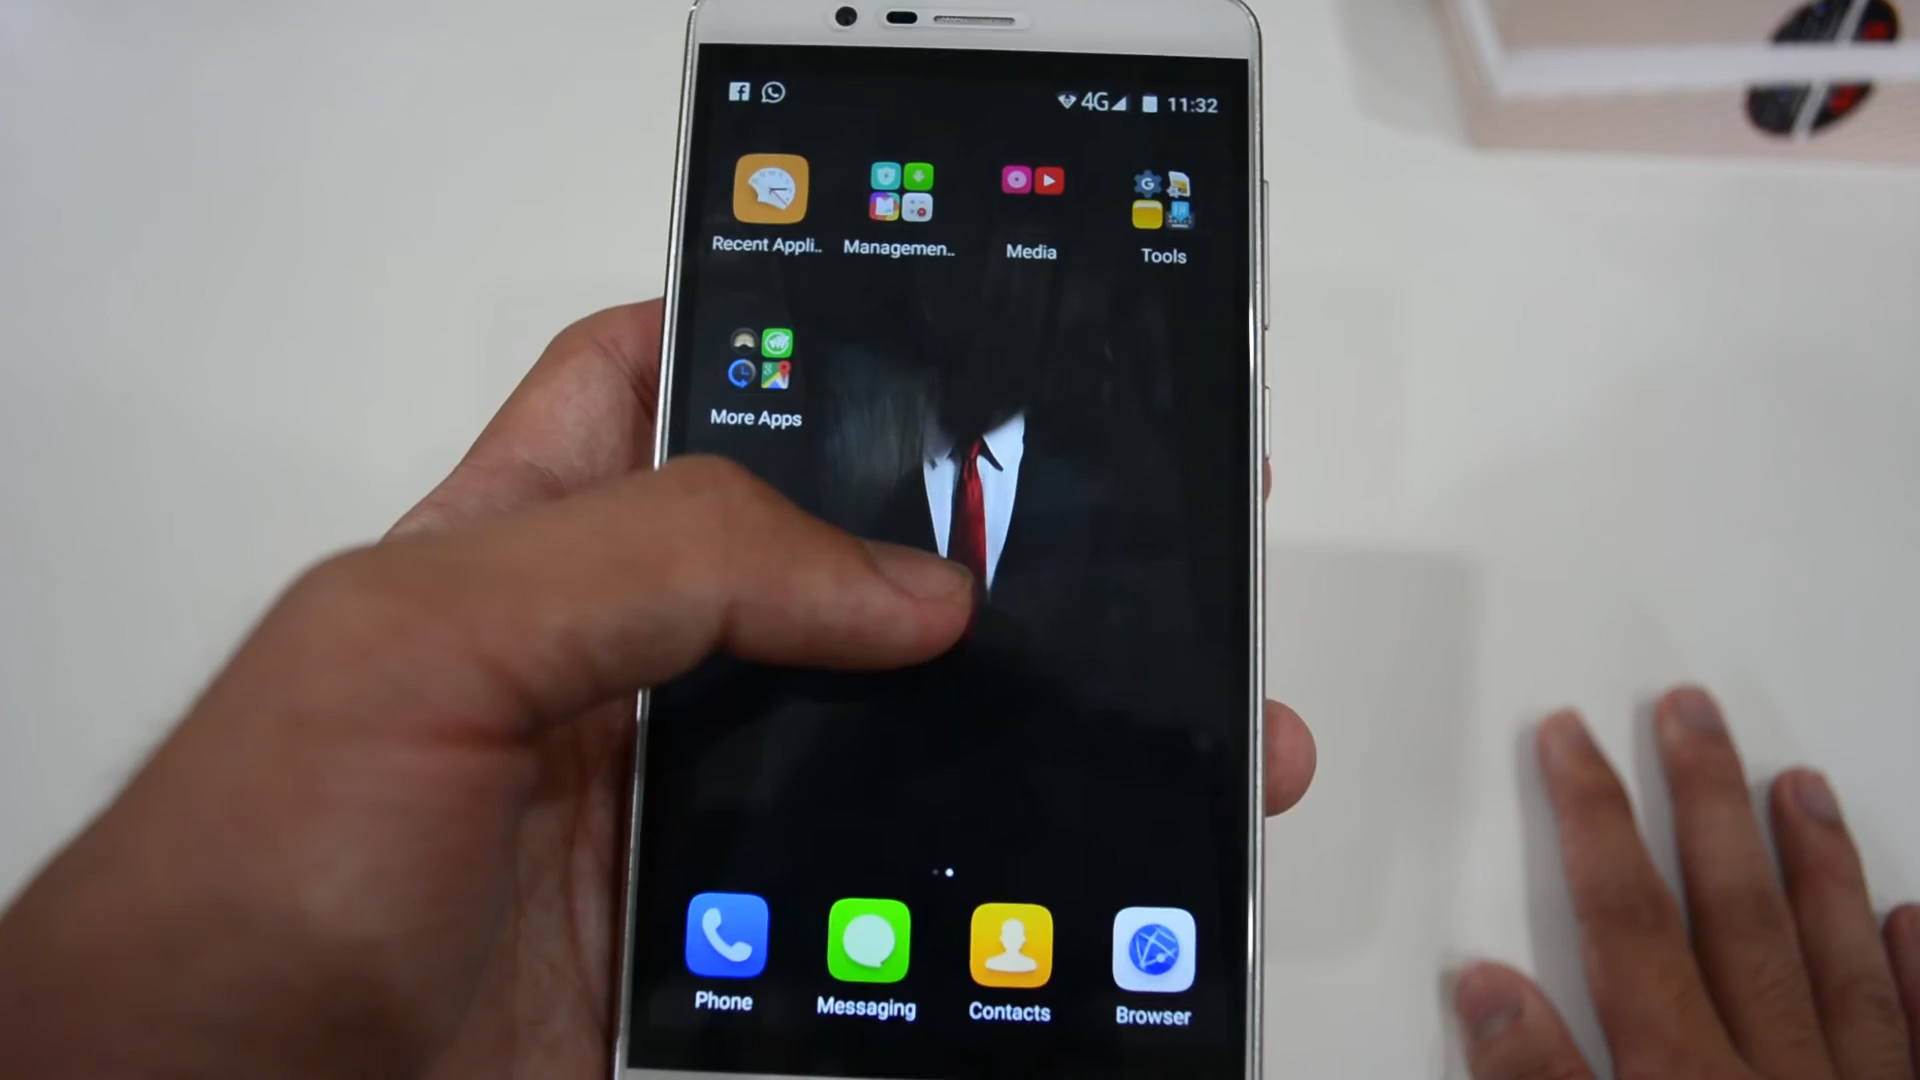 4G 11:32
Recent Appli.. Managemen.. Media Tools
More Apps
Phone Messaging Contacts Browser